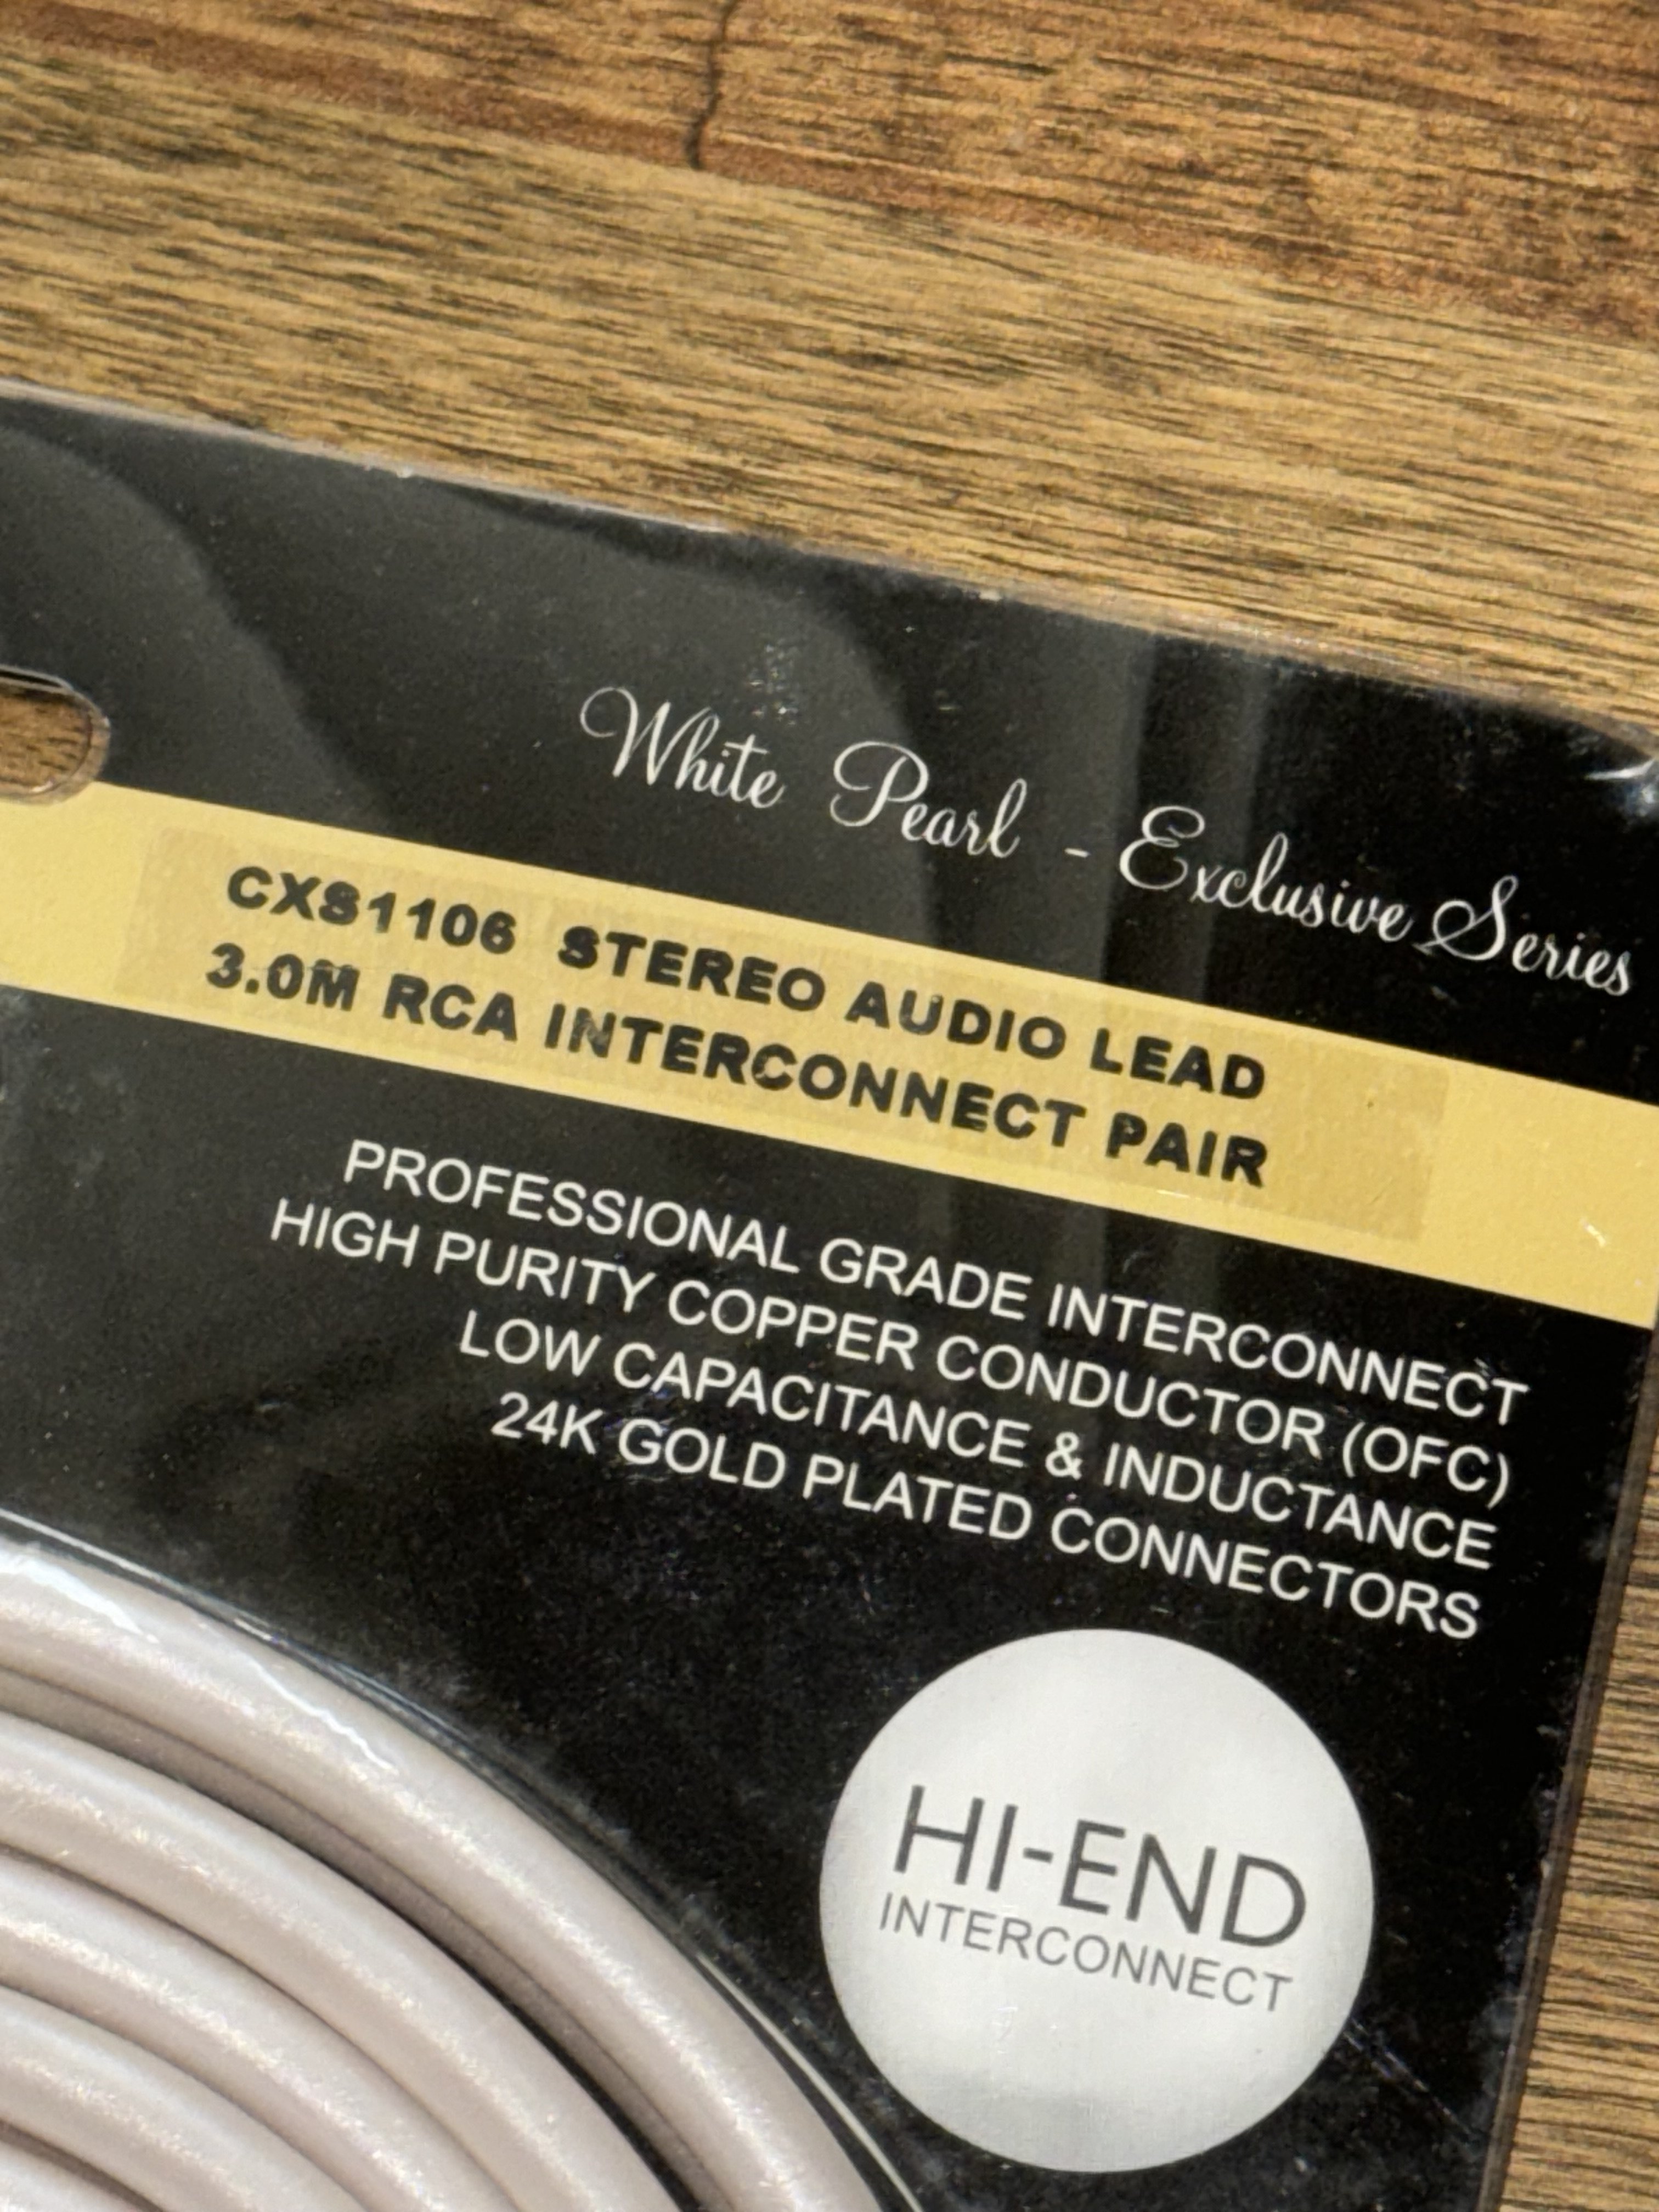 White Pearl - Exclusive Series
CXS1106 STEREO AUDIO LEAD
3.0M RCA INTERCONNECT PAIR
PROFESSIONAL GRADE INTERCONNECT
HIGH PURITY COPPER CONDUCTOR (OFC)
LOW CAPACITANCE & INDUCTANCE
24K GOLD PLATED CONNECTORS
HI-END
INTERCONNECT